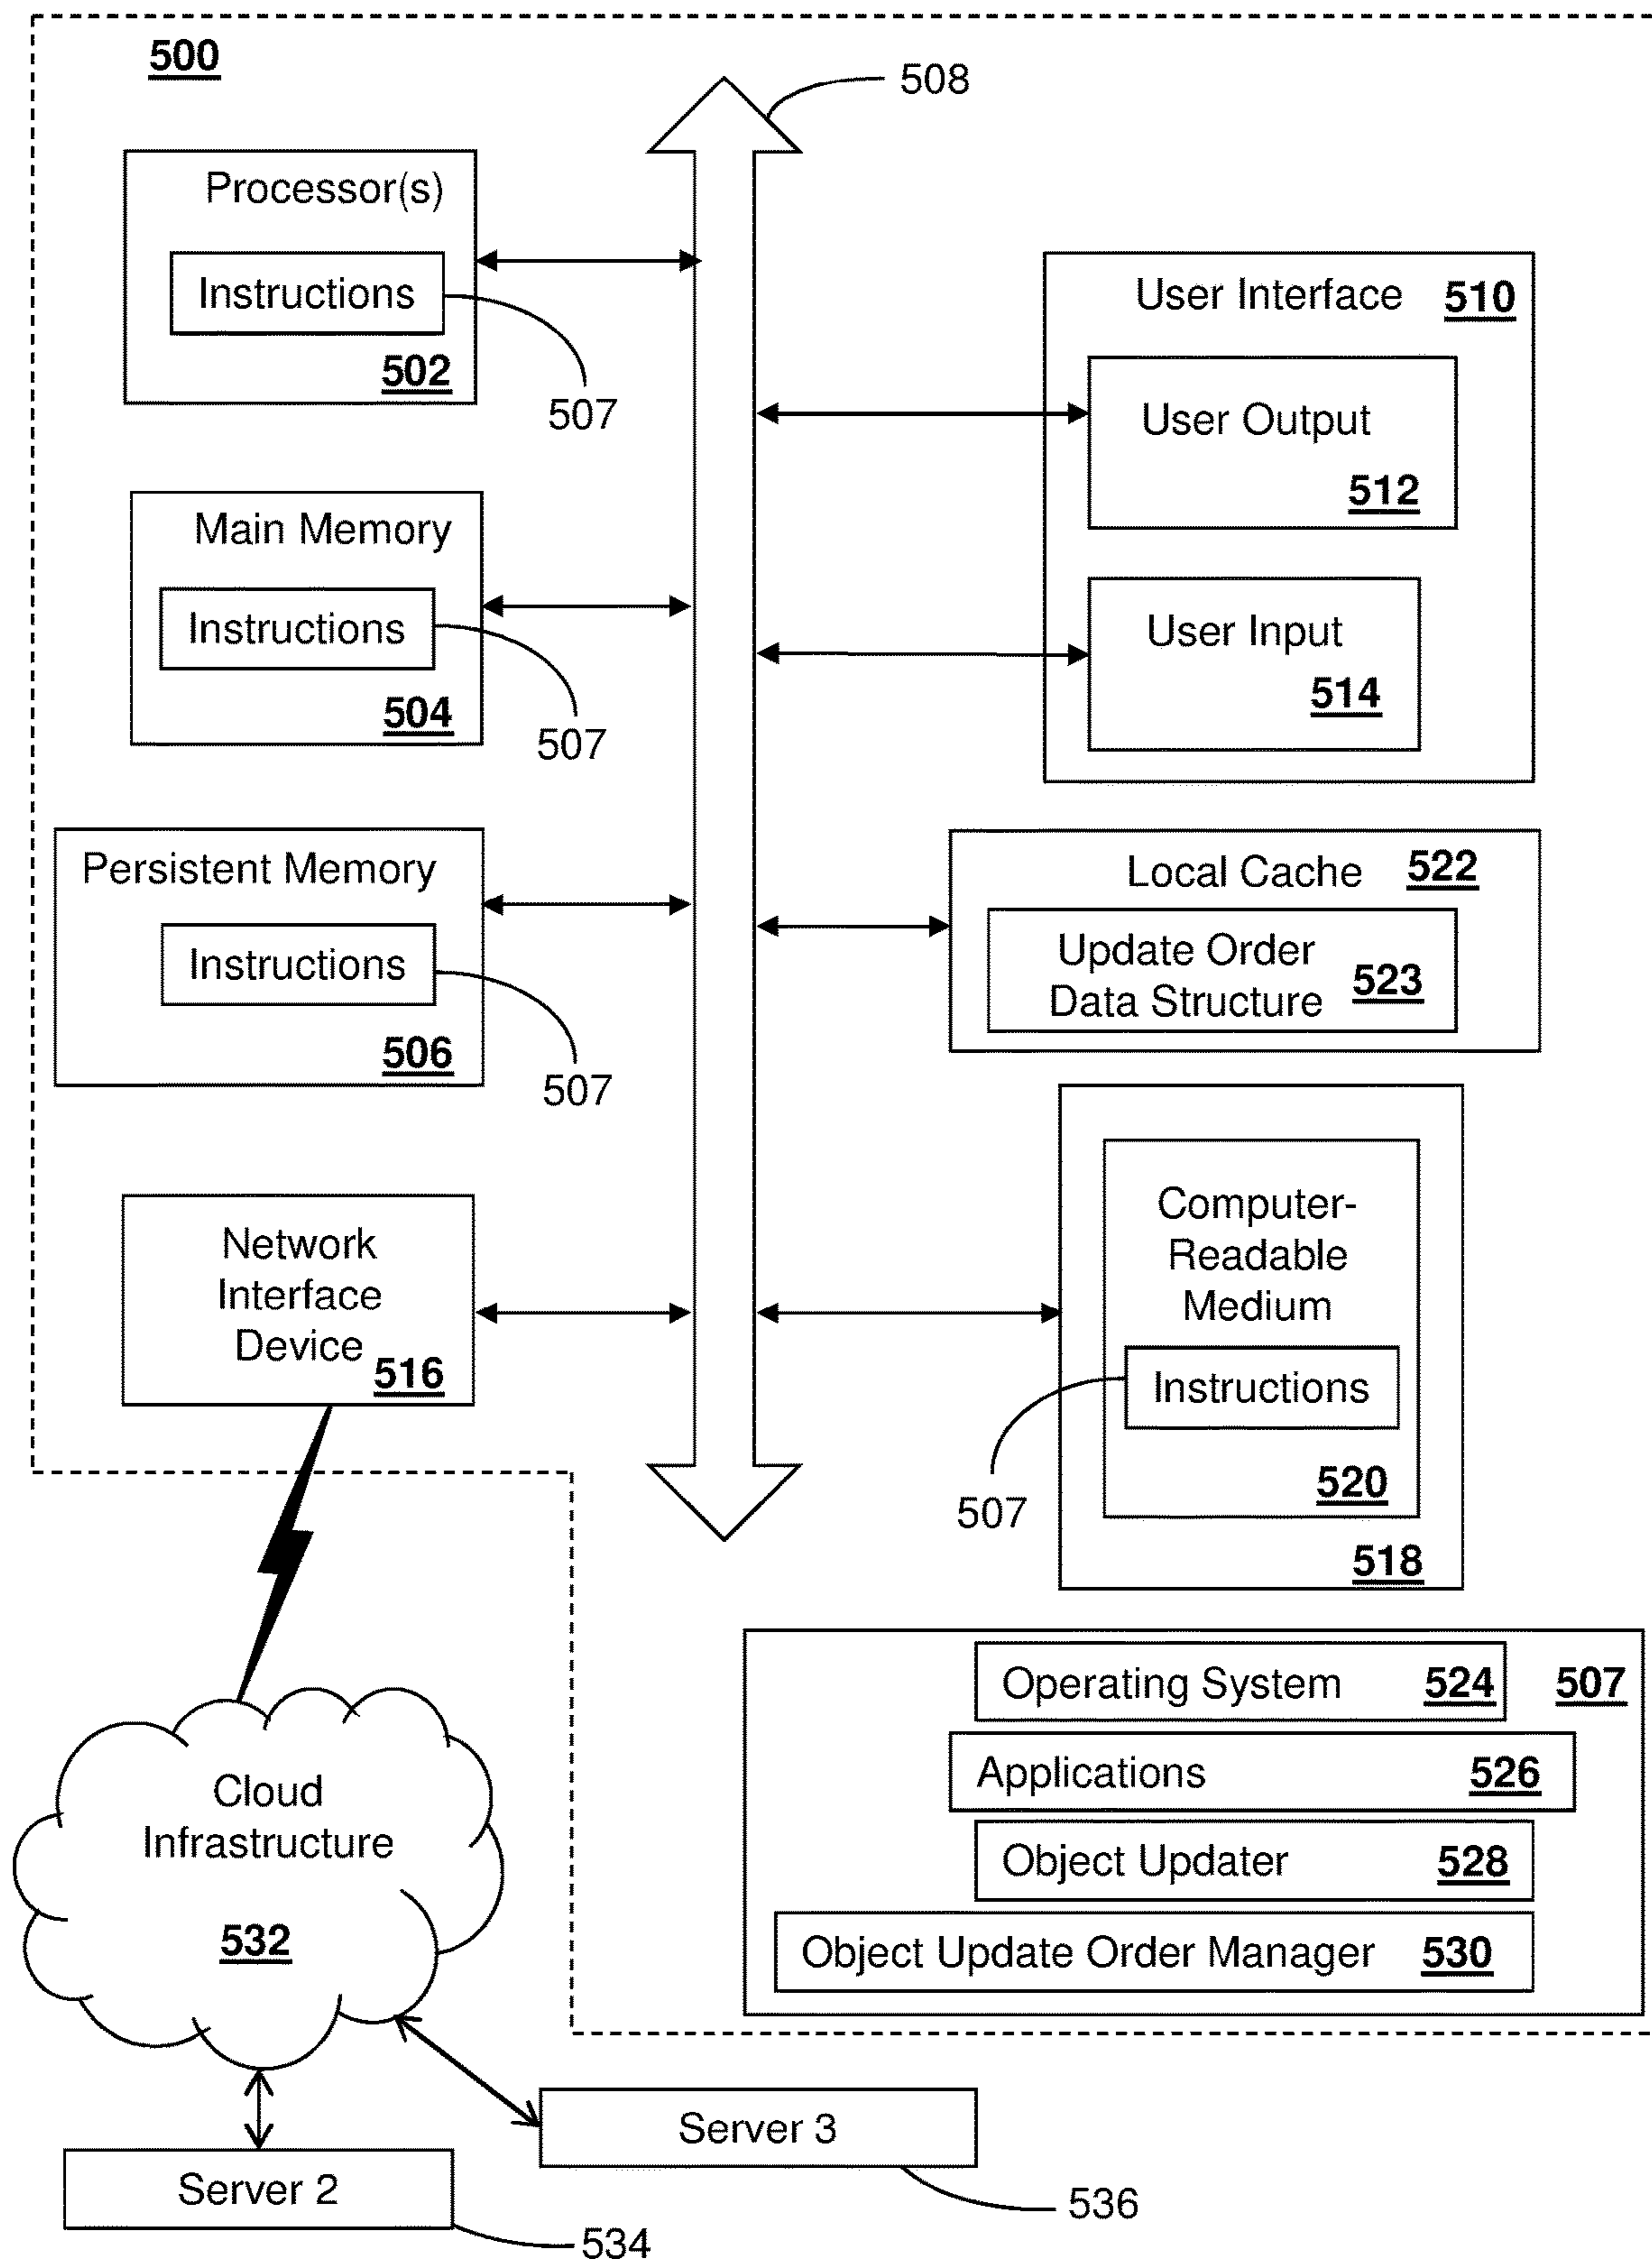 500
508
Processor(s)
Instructions
502
507
Main Memory
Instructions
504
507
Persistent Memory
Instructions
506
507
Network
Interface
Device
516
User Interface 510
User Output
512
User Input
514
Local Cache 522
Update Order
Data Structure
523
Computer-
Readable
Medium
Instructions
507
520
518
Operating System 524
507
Applications 526
Object Updater 528
Object Update Order Manager 530
Cloud
Infrastructure
532
Server 3
536
Server 2
534